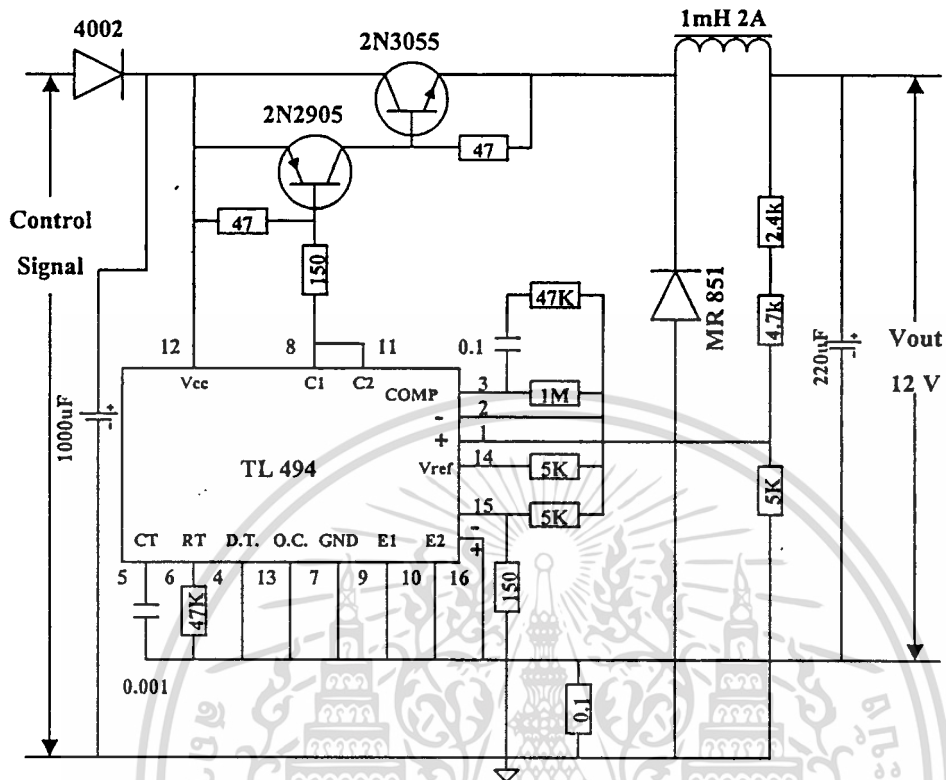 4002
1mH 2A
2N3055
2N2905
47
47
Control
Signal
150
2.4k
47K
4.7k
MR 851
220uF
+
-
Vout
12 V
12
8
11
0.1
Vcc
C1
C2
COMP
3
1M
-
2
+
1
1000uF
+
-
TL 494
Vref
14
5K
5K
15
5K
-
+
CT
RT
D.T.
O.C.
GND
E1
E2
5
6
4
13
7
9
10
16
47K
150
0.001
0.1